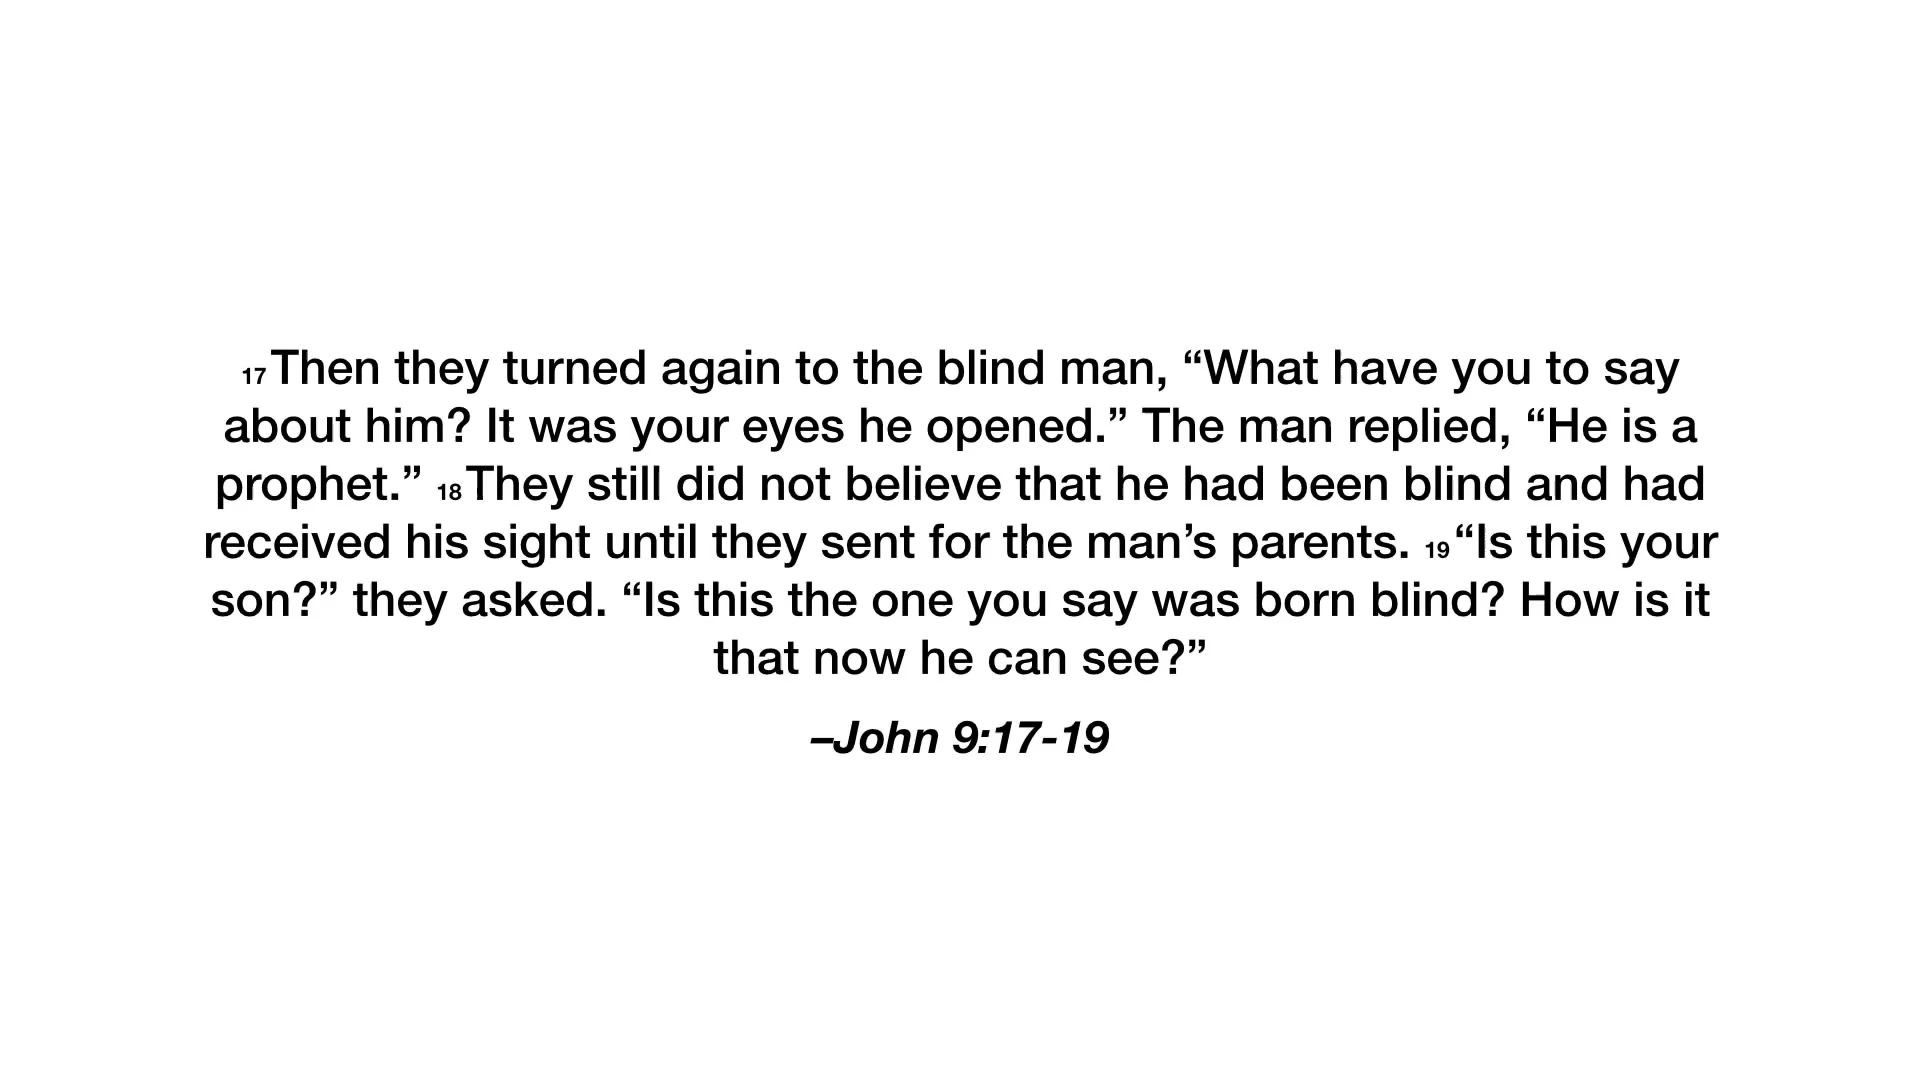 17Then they turned again to the blind man, “What have you to say
about him? It was your eyes he opened.” The man replied, “He is a
prophet.” 18They still did not believe that he had been blind and had
received his sight until they sent for the man’s parents. 19“Is this your
son?” they asked. “Is this the one you say was born blind? How is it
that now he can see?”
–John 9:17-19